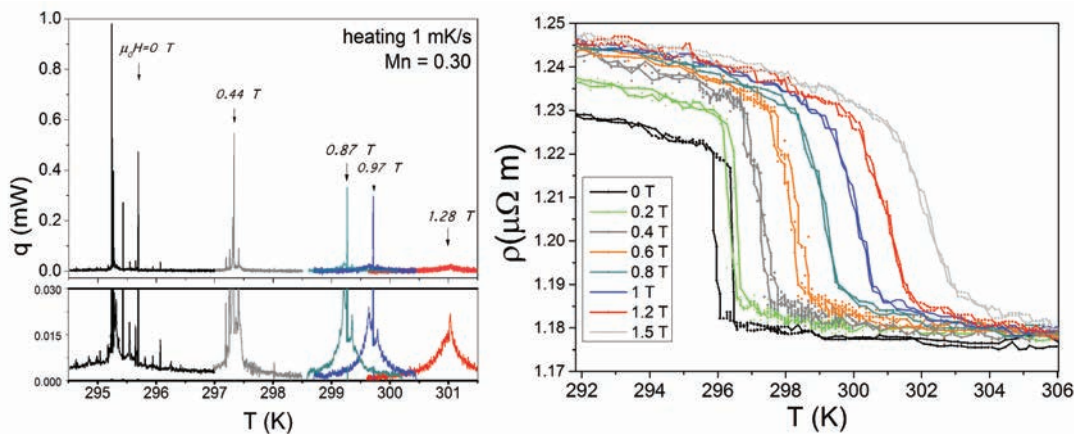 heating 1 mK/s
Mn = 0.30
μ₀H=0 T
0.44 T
0.87 T
0.97 T
1.28 T
q (mW)
1.0
0.8
0.6
0.4
0.2
0.0
0.030
0.015
0.000
295 296 297 298 299 300 301
T (K)
1.25
1.24
1.23
1.22
1.21
1.20
1.19
1.18
1.17
ρ(μΩ m)
0 T
0.2 T
0.4 T
0.6 T
0.8 T
1 T
1.2 T
1.5 T
292 294 296 298 300 302 304 306
T (K)